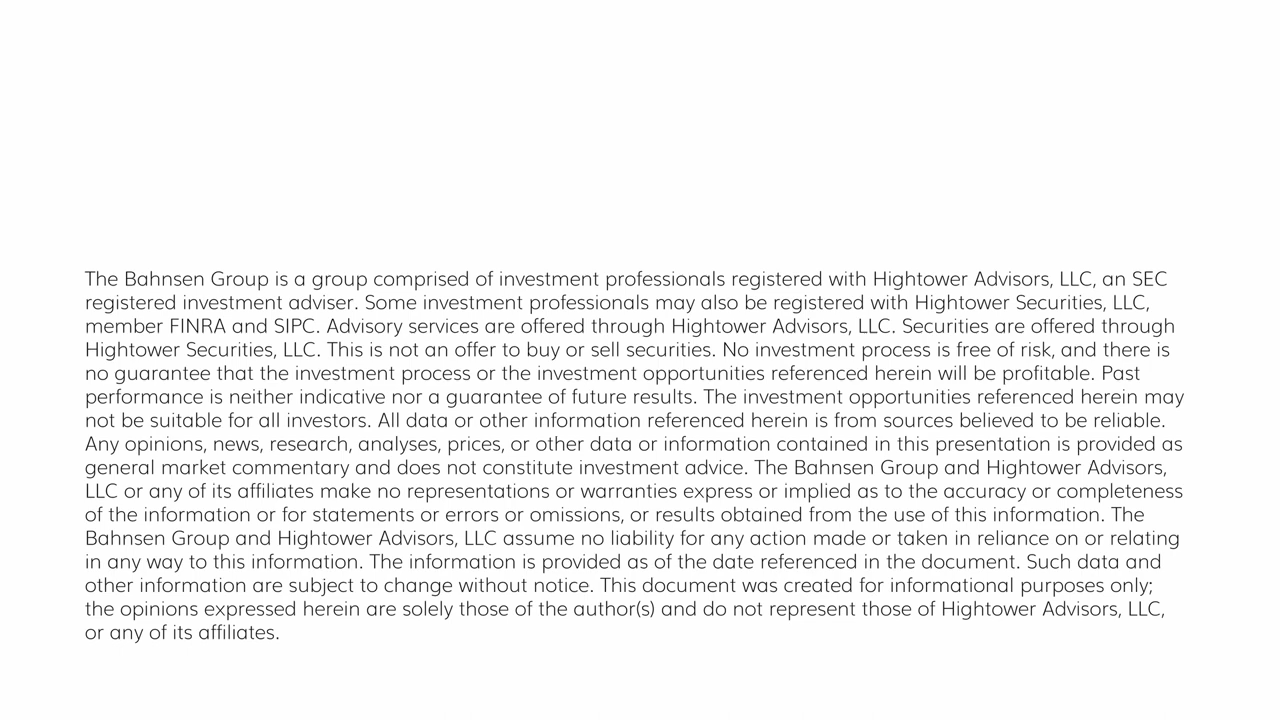 The Bahnsen Group is a group comprised of investment professionals registered with Hightower Advisors, LLC, an SEC
registered investment adviser. Some investment professionals may also be registered with Hightower Securities, LLC,
member FINRA and SIPC. Advisory services are offered through Hightower Advisors, LLC. Securities are offered through
Hightower Securities, LLC. This is not an offer to buy or sell securities. No investment process is free of risk, and there is
no guarantee that the investment process or the investment opportunities referenced herein will be profitable. Past
performance is neither indicative nor a guarantee of future results. The investment opportunities referenced herein may
not be suitable for all investors. All data or other information referenced herein is from sources believed to be reliable.
Any opinions, news, research, analyses, prices, or other data or information contained in this presentation is provided as
general market commentary and does not constitute investment advice. The Bahnsen Group and Hightower Advisors,
LLC or any of its affiliates make no representations or warranties express or implied as to the accuracy or completeness
of the information or for statements or errors or omissions, or results obtained from the use of this information. The
Bahnsen Group and Hightower Advisors, LLC assume no liability for any action made or taken in reliance on or relating
in any way to this information. The information is provided as of the date referenced in the document. Such data and
other information are subject to change without notice. This document was created for informational purposes only;
the opinions expressed herein are solely those of the author(s) and do not represent those of Hightower Advisors, LLC,
or any of its affiliates.